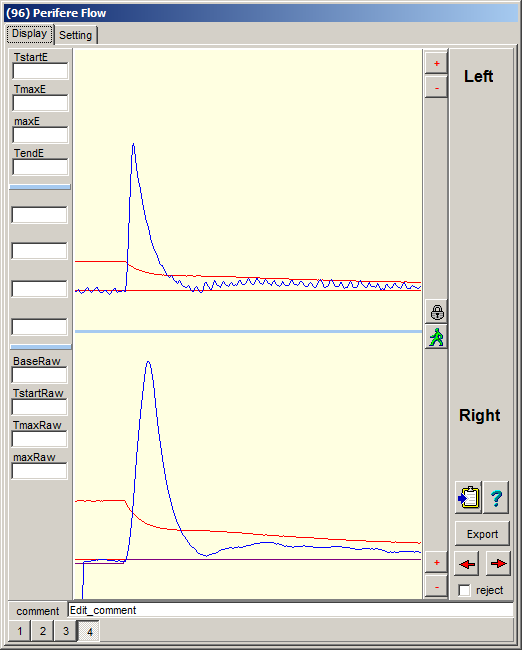 (96) Perifere Flow
Display Setting
TstartE
TmaxE
maxE
TendE
BaseRaw
TstartRaw
TmaxRaw
maxRaw
+
-
+
-
Left
Right
?
Export
reject
comment Edit_comment
1 2 3 4